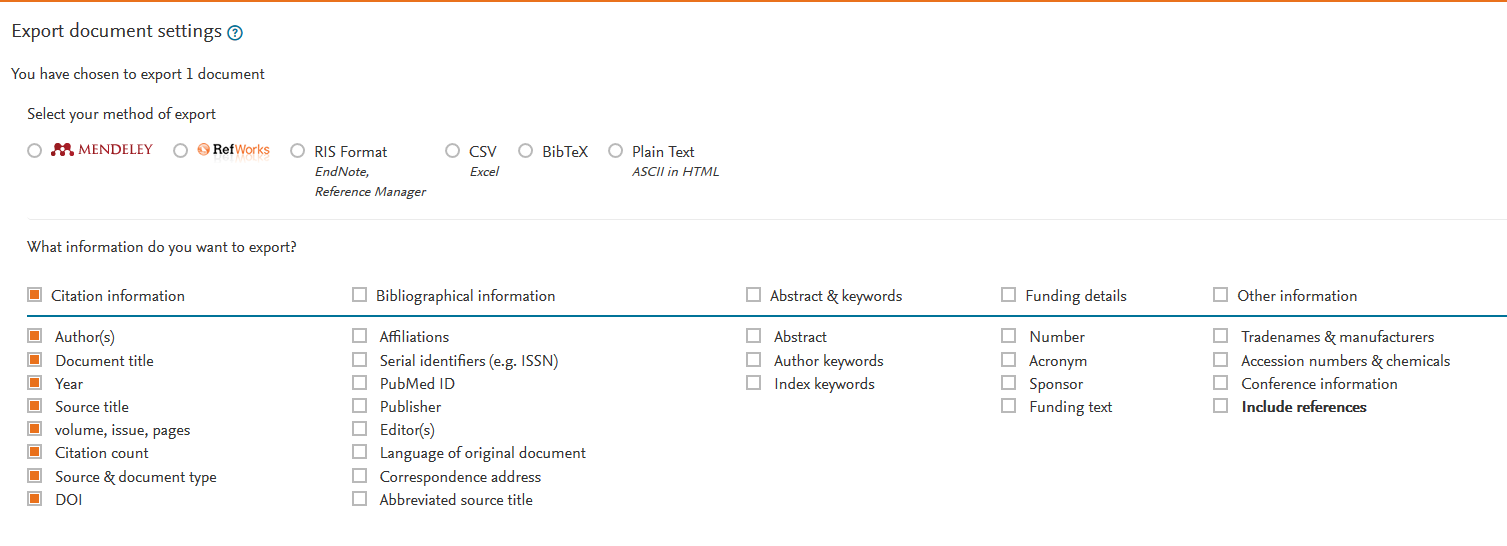 Export document settings ?
You have chosen to export 1 document
Select your method of export
MENDELEY RefWorks RIS Format CSV BibTeX Plain Text
EndNote, Excel ASCII in HTML
Reference Manager
What information do you want to export?
Citation information Bibliographical information Abstract & keywords Funding details Other information
Author(s) Affiliations Abstract Number Tradenames & manufacturers
Document title Serial identifiers (e.g. ISSN) Author keywords Acronym Accession numbers & chemicals
Year PubMed ID Index keywords Sponsor Conference information
Source title Publisher Funding text Include references
volume, issue, pages Editor(s)
Citation count Language of original document
Source & document type Correspondence address
DOI Abbreviated source title